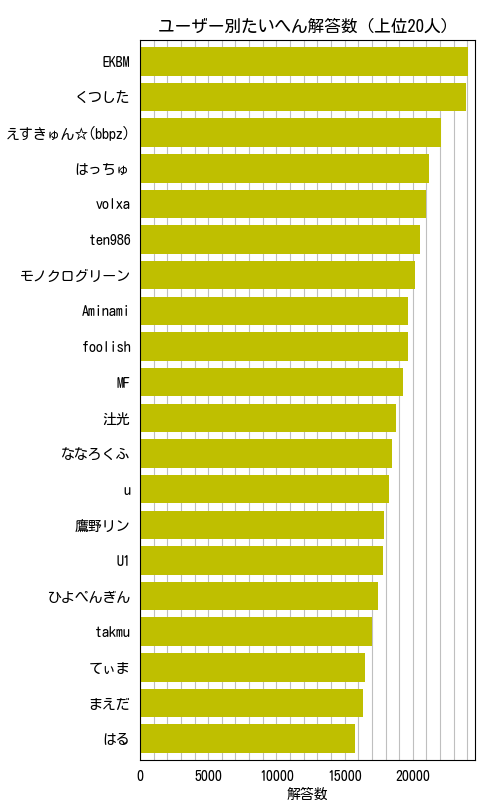 ユーザー別たいへん解答数 (上位20人)
EKBM
くつした
えすきゅん☆(bbpz)
はっちゅ
volxa
ten986
モノクログリーン
Aminami
foolish
MF
汢光
ななろくふ
u
鷹野リン
U1
ひよぺんぎん
takmu
てぃま
まえだ
はる
0 5000 10000 15000 20000
解答数